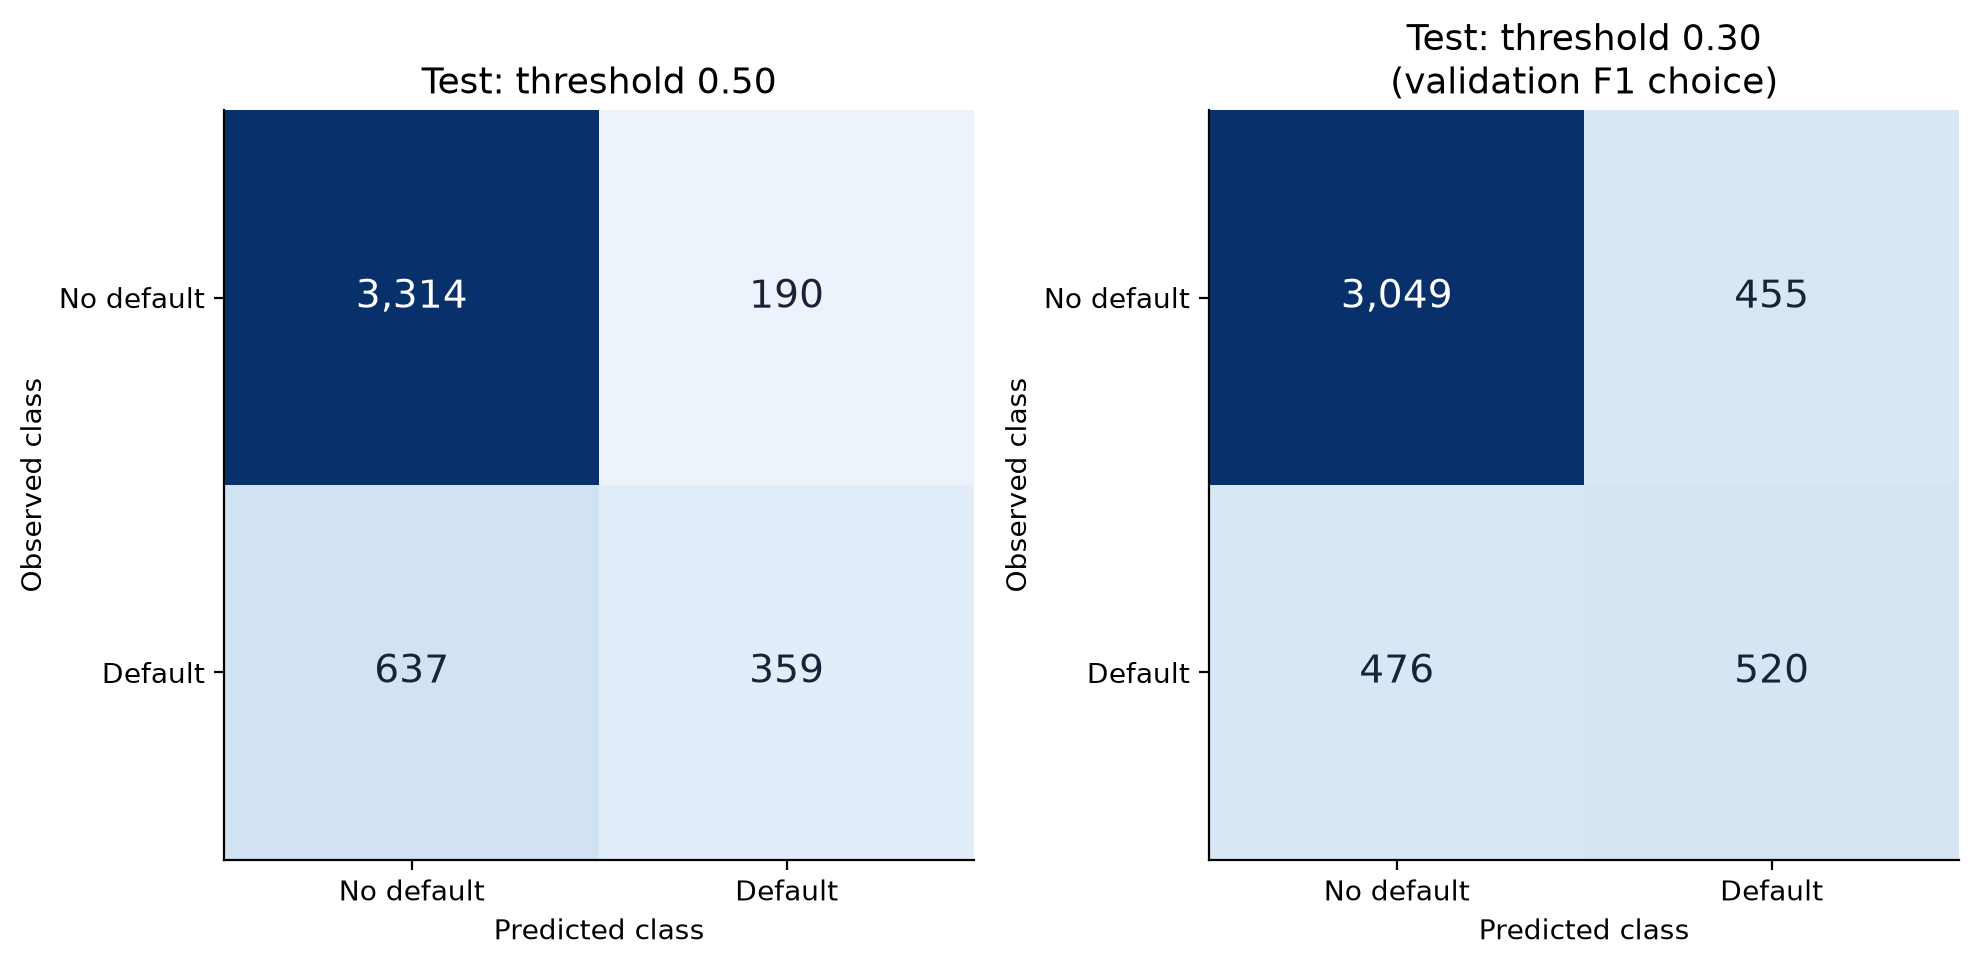 Test: threshold 0.50
No default
3,314
190
Default
637
359
Observed class
No default
Default
Predicted class
Test: threshold 0.30
(validation F1 choice)
No default
3,049
455
Default
476
520
Observed class
No default
Default
Predicted class